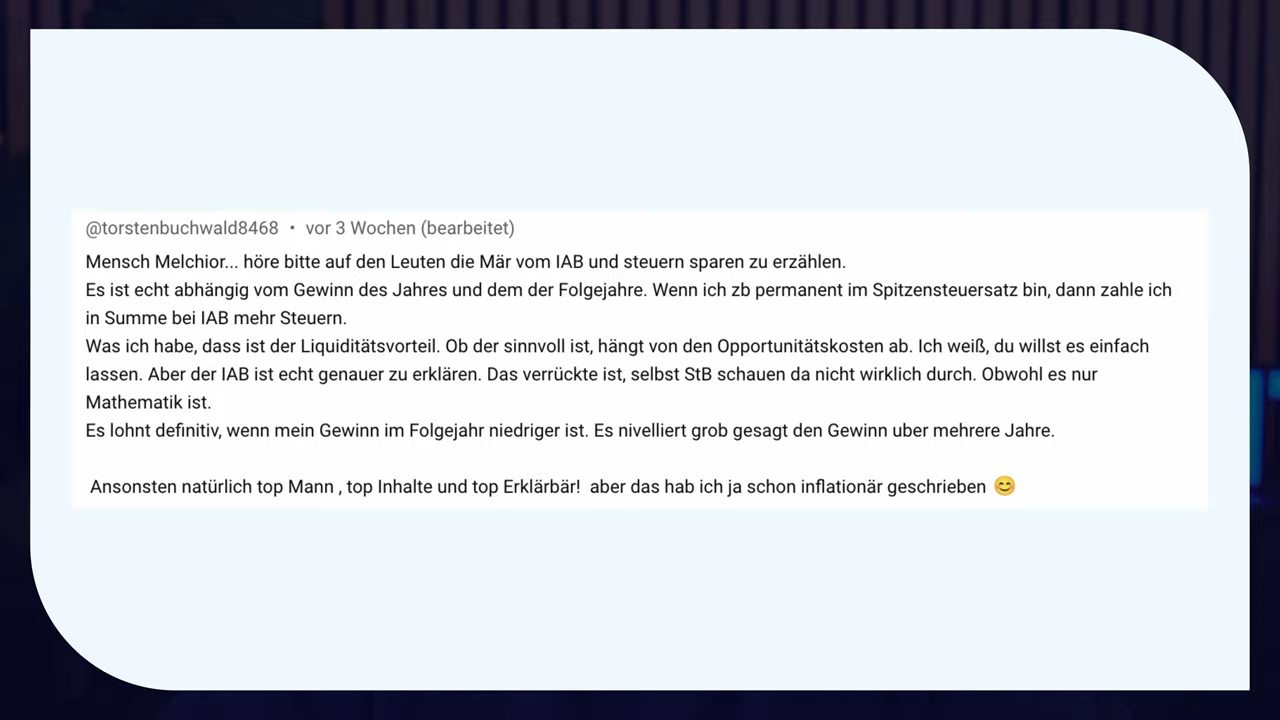 @torstenbuchwald8468 • vor 3 Wochen (bearbeitet)
Mensch Melchior... höre bitte auf den Leuten die Mär vom IAB und steuern sparen zu erzählen.
Es ist echt abhängig vom Gewinn des Jahres und dem der Folgejahre. Wenn ich zb permanent im Spitzensteuersatz bin, dann zahle ich
in Summe bei IAB mehr Steuern.
Was ich habe, dass ist der Liquiditätsvorteil. Ob der sinnvoll ist, hängt von den Opportunitätskosten ab. Ich weiß, du willst es einfach
lassen. Aber der IAB ist echt genauer zu erklären. Das verrückte ist, selbst StB schauen da nicht wirklich durch. Obwohl es nur
Mathematik ist.
Es lohnt definitiv, wenn mein Gewinn im Folgejahr niedriger ist. Es nivelliert grob gesagt den Gewinn uber mehrere Jahre.
Ansonsten natürlich top Mann , top Inhalte und top Erklärbär! aber das hab ich ja schon inflationär geschrieben 😊